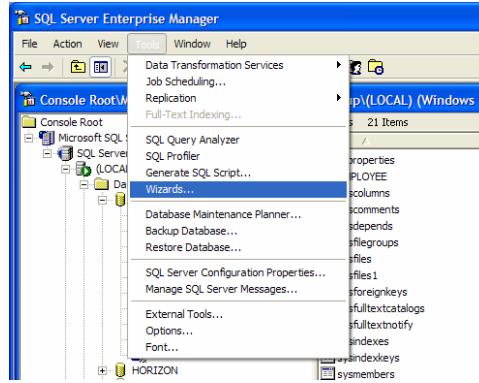 SQL Server Enterprise Manager
File Action View Tools Window Help
Console Root\M
up\(LOCAL) (Windows
Console Root
Microsoft SQL
SQL Server
(LOCA
Da
HORIZON
Data Transformation Services
Job Scheduling...
Replication
Full-Text Indexing...
SQL Query Analyzer
SQL Profiler
Generate SQL Script...
Wizards...
Database Maintenance Planner...
Backup Database...
Restore Database...
SQL Server Configuration Properties...
Manage SQL Server Messages...
External Tools...
Options...
Font...
s 21 Items
properties
PLOYEE
scolumns
scomments
sdepends
sfilegroups
sfiles
sfiles1
sforeignkeys
sfulltextcatalogs
sfulltextnotify
sindexes
sysindexkeys
sysmembers